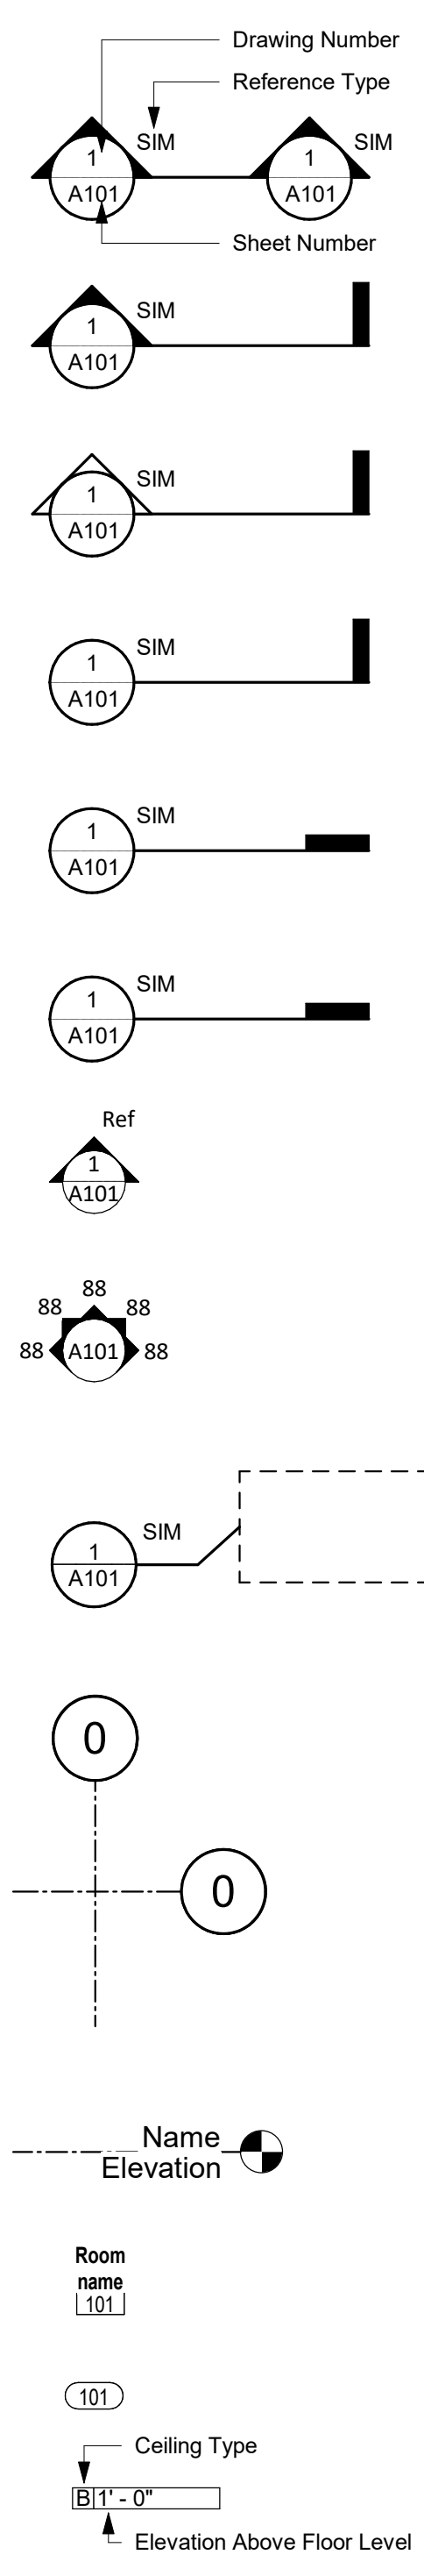 Drawing Number
Reference Type
SIM SIM
1 1
A101 A101
Sheet Number
SIM
1
A101
SIM
1
A101
SIM
1
A101
SIM
1
A101
SIM
1
A101
Ref
1
A101
88
88 88
88 A101 88
SIM
1
A101
0
0
Name
Elevation
Room
name
101
101
Ceiling Type
B 1' - 0"
Elevation Above Floor Level